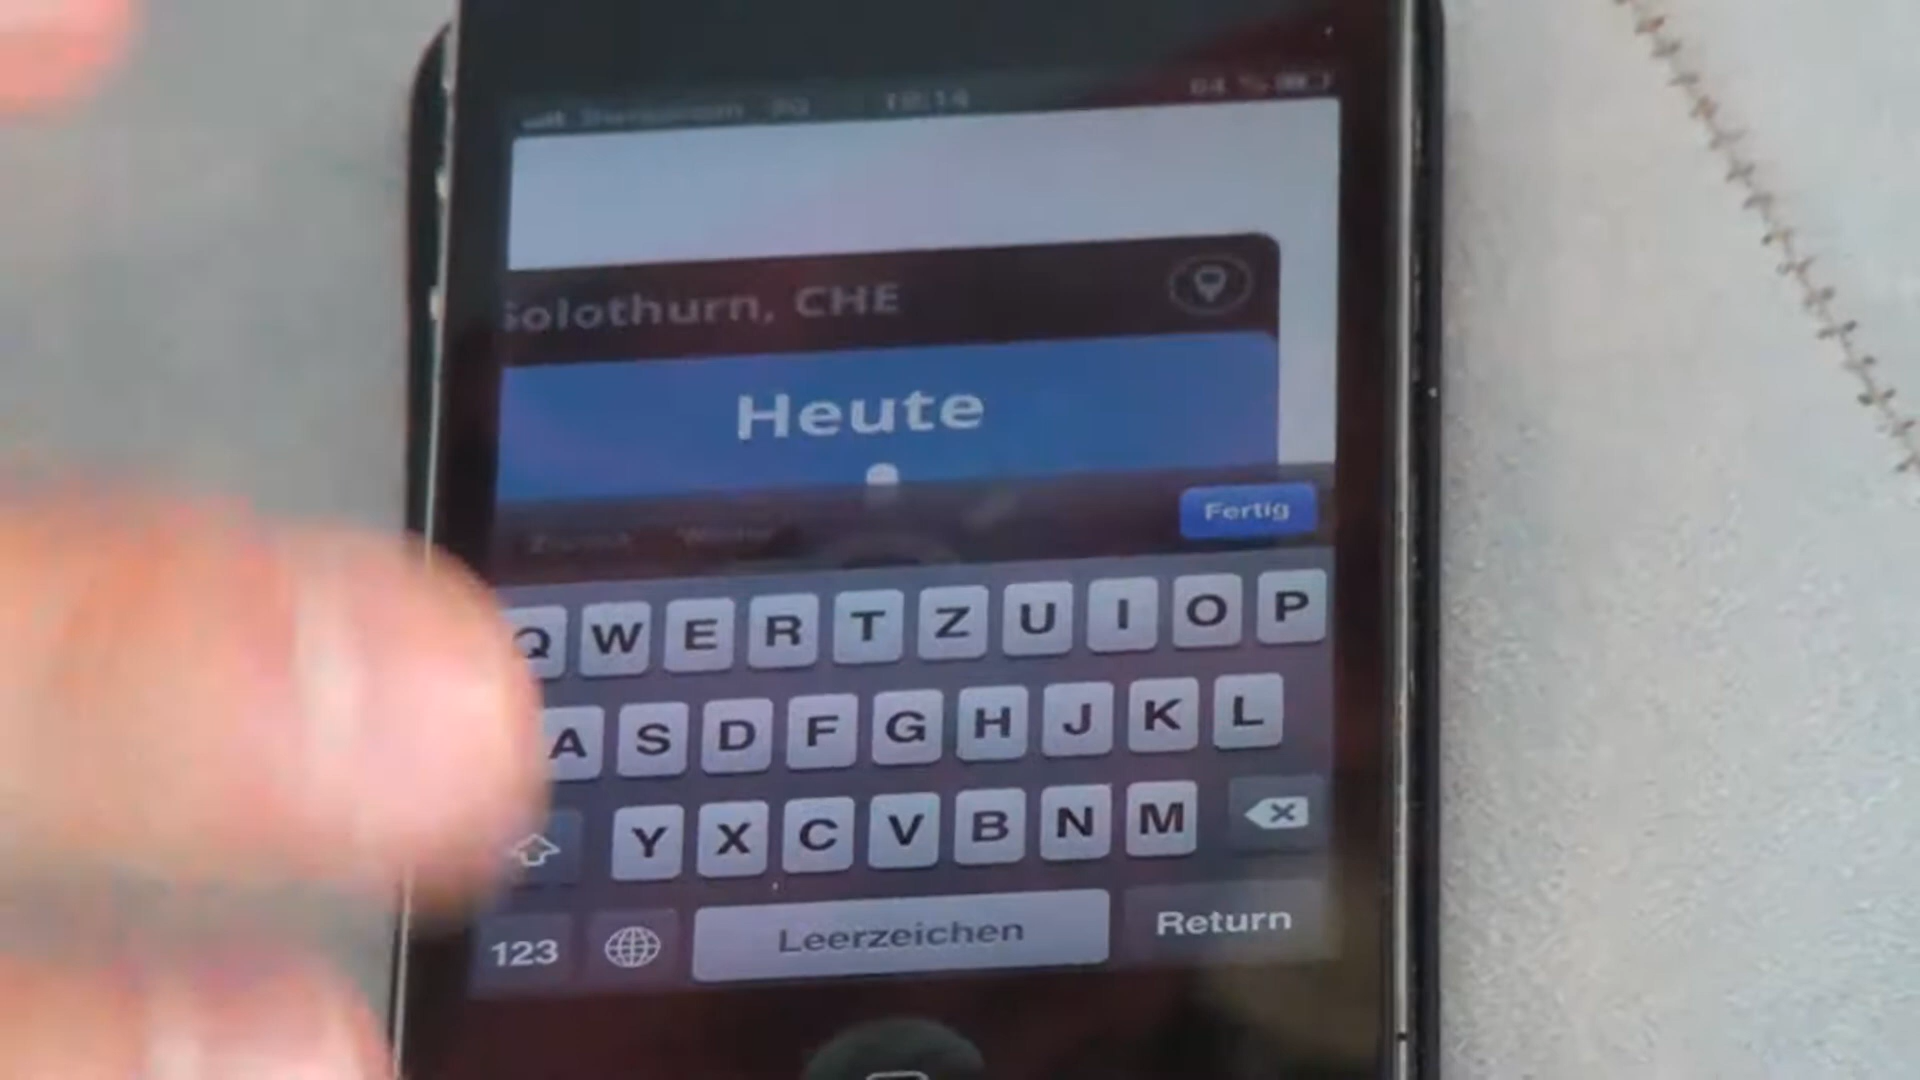 Solothurn, CHE
Heute
Fertig
Q W E R T Z U I O P
A S D F G H J K L
Y X C V B N M
123 Leerzeichen Return